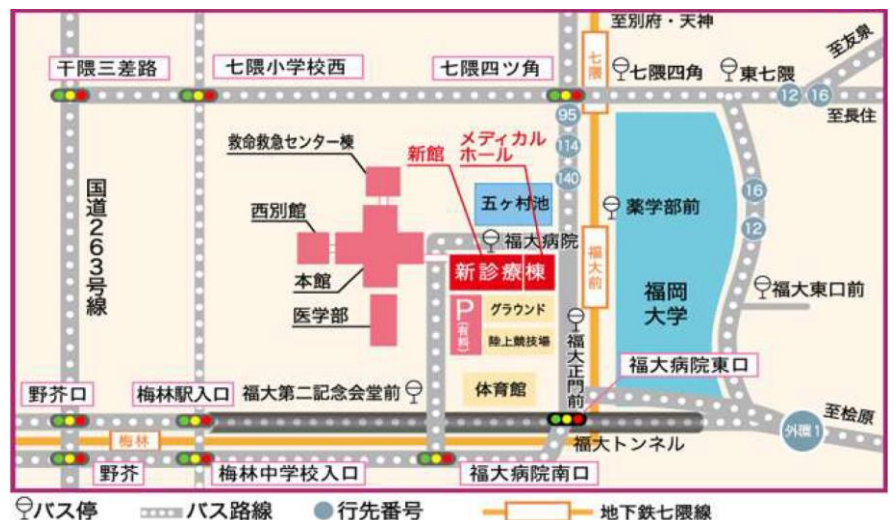 至別府・天神
至友泉
干隈三差路
七隈小学校西
七隈四ツ角
七隈
七隈四角
東七隈
12
16
至長住
95
114
140
救命救急センター棟
新館
メディカル
ホール
国道263号線
西別館
五ヶ村池
薬学部前
16
12
福大病院
本館
新診療棟
福大前
福岡
大学
福大東口前
医学部
P
(有料)
グラウンド
陸上競技場
福大正門前
福大病院東口
野芥口
梅林駅入口
福大第二記念会堂前
体育館
至桧原
外環1
梅林
福大トンネル
野芥
梅林中学校入口
福大病院南口
バス停
バス路線
行先番号
地下鉄七隈線